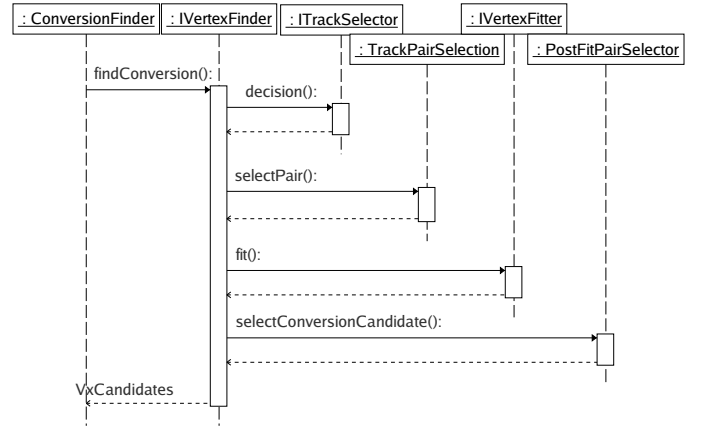 : ConversionFinder
: IVertexFinder
: ITrackSelector
: IVertexFitter
: TrackPairSelection
: PostFitPairSelector
findConversion():
decision():
selectPair():
fit():
selectConversionCandidate():
VxCandidates